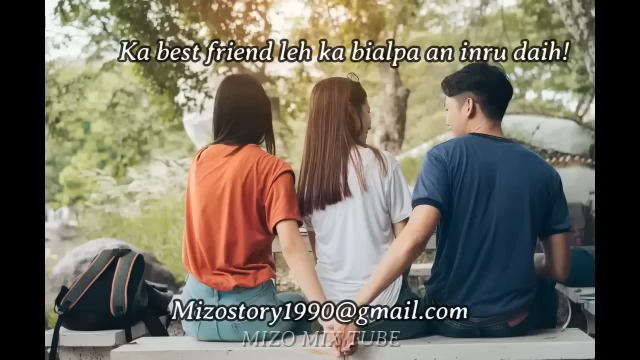 Ka best friend leh ka bialpa an inru daih!
Mizostory1990@gmail.com
MIZO MIX TUBE